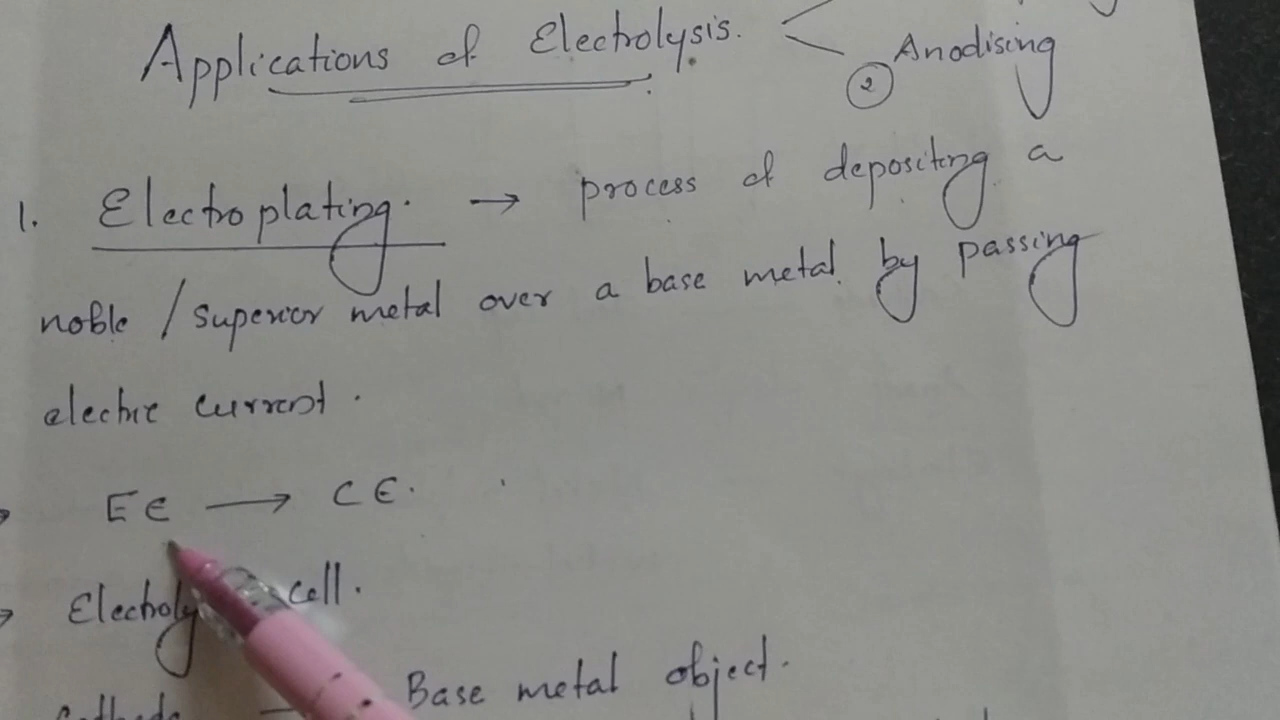 Applications of Electrolysis.
Anodising
2
1. Electroplating. → process of depositing a
noble / superior metal over a base metal by passing
electric current.
EE → CE.
cell.
Base metal object.